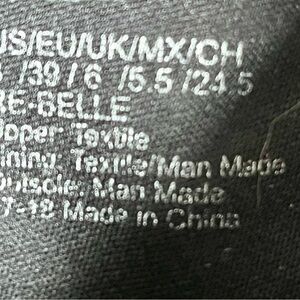 US/EU/UK/MX/CH
/39/6 /5.5/24.5
RE-BELLE
Upper: Textile
Lining: Textile/Man Made
Outsole: Man Made
Made in China